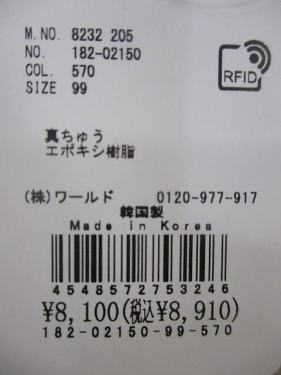 M.NO. 8232 205
NO. 182-02150
COL. 570
SIZE 99
RFID
真ちゅう
エポキシ樹脂
(株)ワールド 0120-977-917
韓国製
Made in Korea
4548572753246
¥8,100(税込¥8,910)
182-02150-99-570